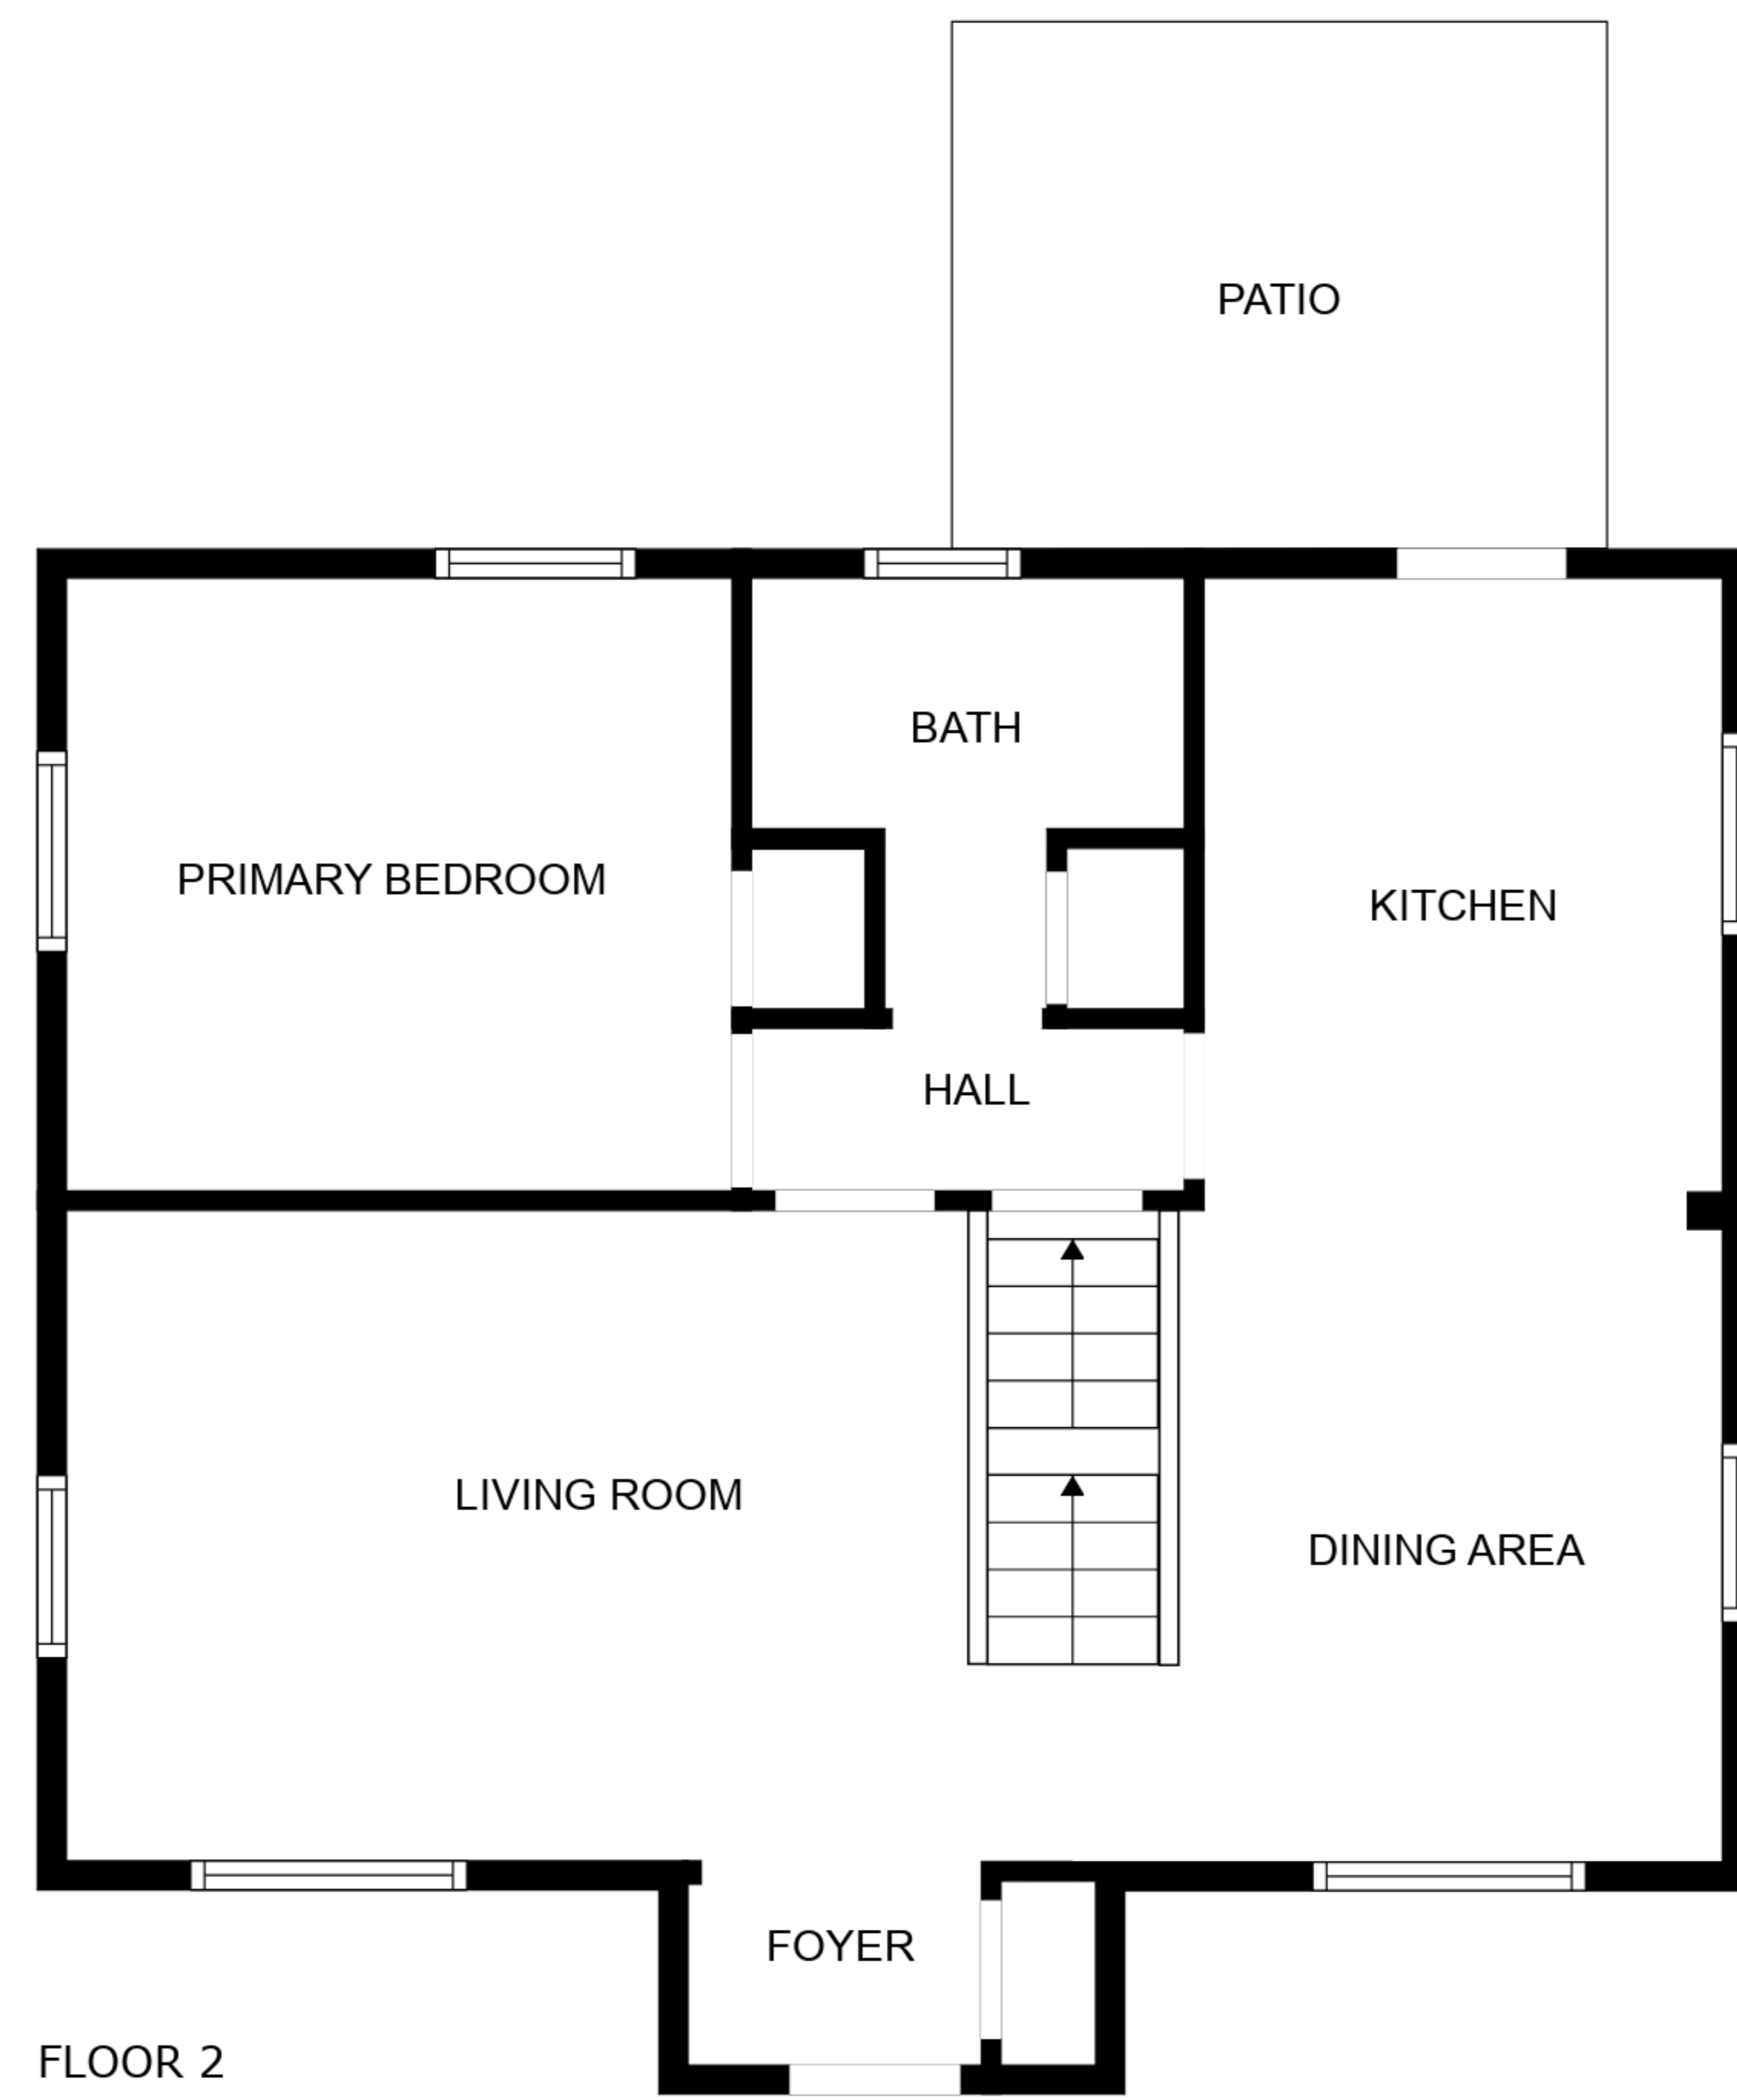 PATIO
BATH
PRIMARY BEDROOM
KITCHEN
HALL
LIVING ROOM
DINING AREA
FOYER
FLOOR 2